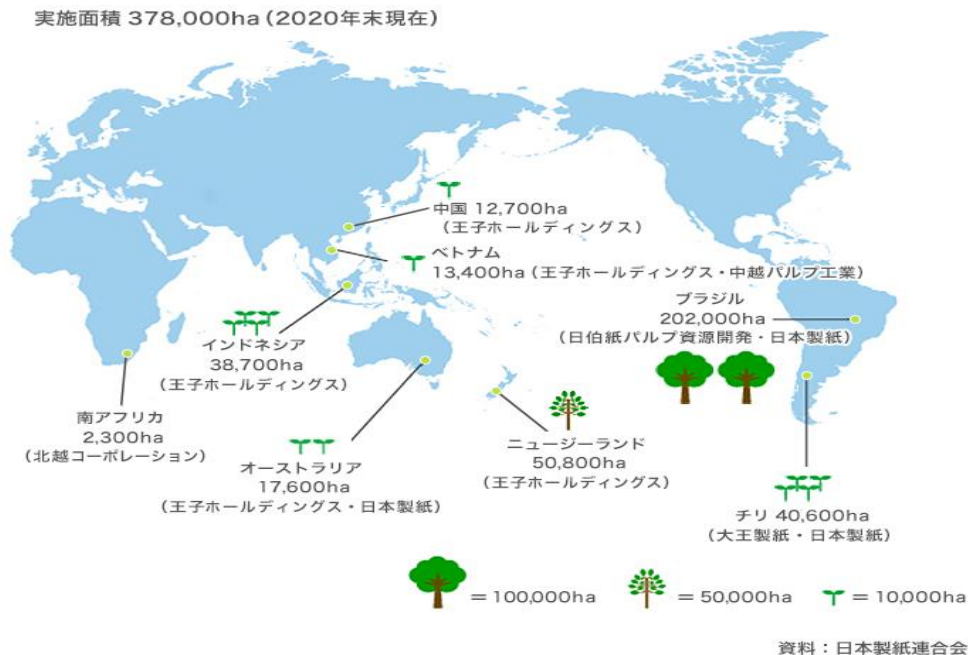 実施面積 378,000ha (2020年末現在)
中国 12,700ha
(王子ホールディングス)
ベトナム
13,400ha (王子ホールディングス・中越パルプ工業)
ブラジル
202,000ha
(日伯紙パルプ資源開発・日本製紙)
インドネシア
38,700ha
(王子ホールディングス)
南アフリカ
2,300ha
(北越コーポレーション)
オーストラリア
17,600ha
(王子ホールディングス・日本製紙)
ニュージーランド
50,800ha
(王子ホールディングス)
チリ 40,600ha
(大王製紙・日本製紙)
=100,000ha =50,000ha =10,000ha
資料:日本製紙連合会